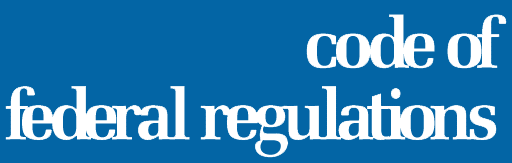 code of
federal regulations